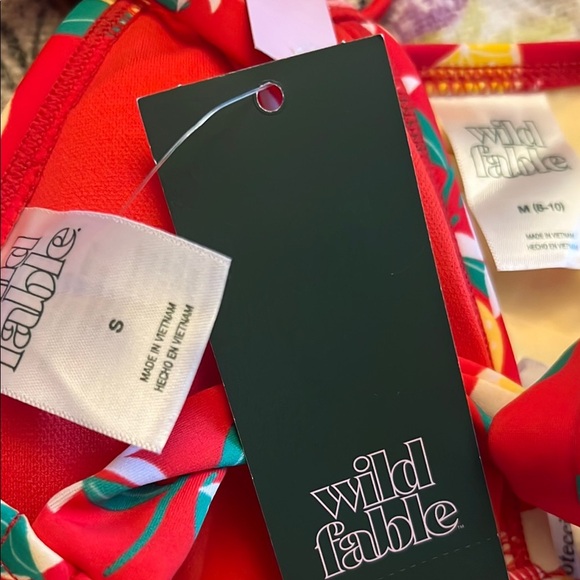 wild
fable
S
MADE IN VIETNAM
HECHO EN VIETNAM
wild
fable™
wild
fable
M (8-10)
MADE IN VIETNAM
HECHO EN VIETNAM